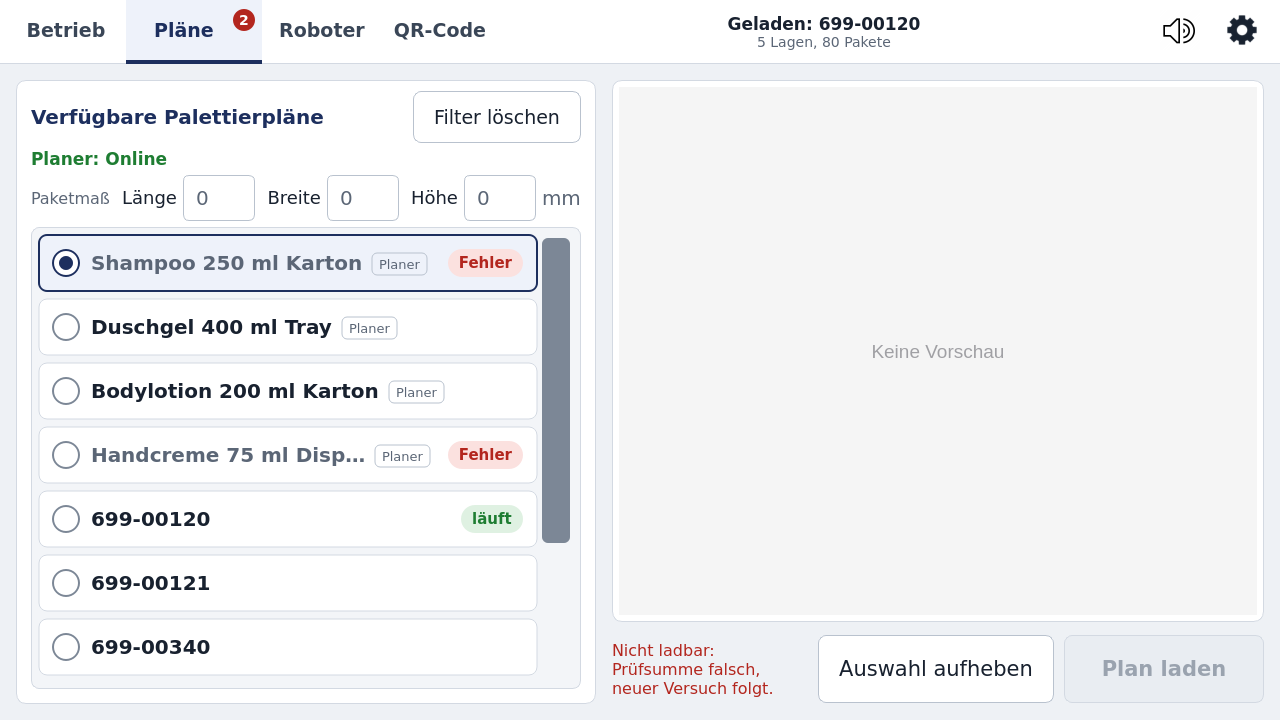 Betrieb
Pläne
2
Roboter
QR-Code
Geladen: 699-00120
5 Lagen, 80 Pakete
Verfügbare Palettierpläne
Filter löschen
Planer: Online
Paketmaß Länge 0 Breite 0 Höhe 0 mm
Shampoo 250 ml Karton Planer Fehler
Duschgel 400 ml Tray Planer
Bodylotion 200 ml Karton Planer
Handcreme 75 ml Disp… Planer Fehler
699-00120 läuft
699-00121
699-00340
Keine Vorschau
Nicht ladbar:
Prüfsumme falsch,
neuer Versuch folgt.
Auswahl aufheben
Plan laden